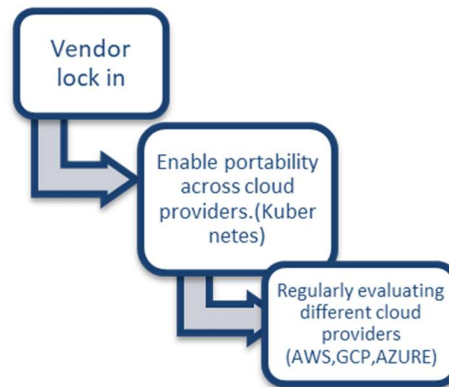 Vendor
lock in
Enable portability
across cloud
providers.(Kuber
netes)
Regularly evaluating
different cloud
providers
(AWS,GCP,AZURE)